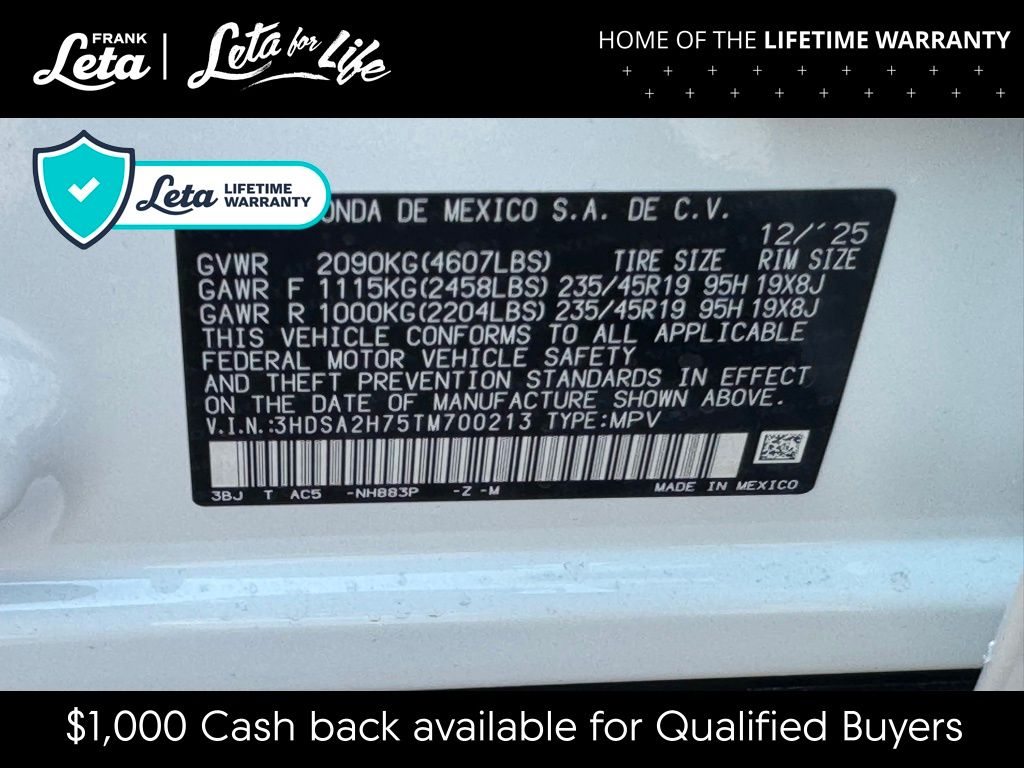 FRANK
Leta
Leta for Life
HOME OF THE LIFETIME WARRANTY
Leta LIFETIME WARRANTY
ONDA DE MEXICO S.A. DE C.V.
12/'25
GVWR 2090KG(4607LBS) TIRE SIZE RIM SIZE
GAWR F 1115KG(2458LBS) 235/45R19 95H 19X8J
GAWR R 1000KG(2204LBS) 235/45R19 95H 19X8J
THIS VEHICLE CONFORMS TO ALL APPLICABLE
FEDERAL MOTOR VEHICLE SAFETY
AND THEFT PREVENTION STANDARDS IN EFFECT
ON THE DATE OF MANUFACTURE SHOWN ABOVE.
V.I.N.:3HDSA2H75TM700213 TYPE:MPV
3BJ T AC5 -NH883P -Z -M MADE IN MEXICO
$1,000 Cash back available for Qualified Buyers